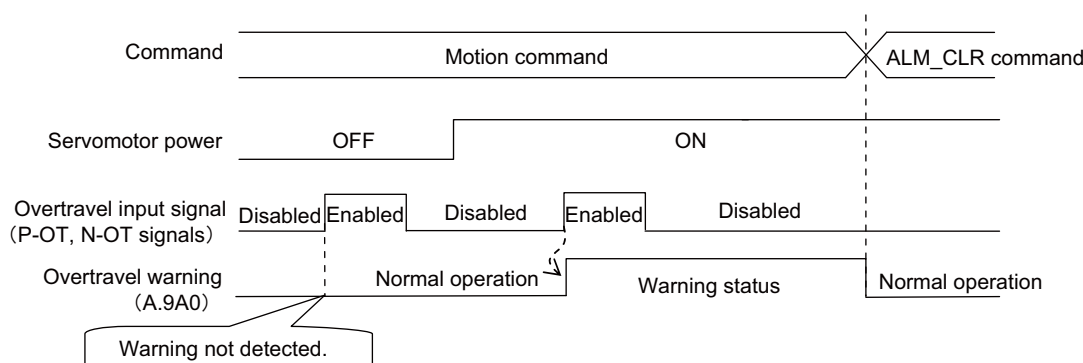 Command
Motion command
ALM_CLR command
Servomotor power
OFF
ON
Overtravel input signal
（P-OT, N-OT signals）
Disabled
Enabled
Disabled
Enabled
Disabled
Overtravel warning
（A.9A0）
Normal operation
Warning status
Normal operation
Warning not detected.